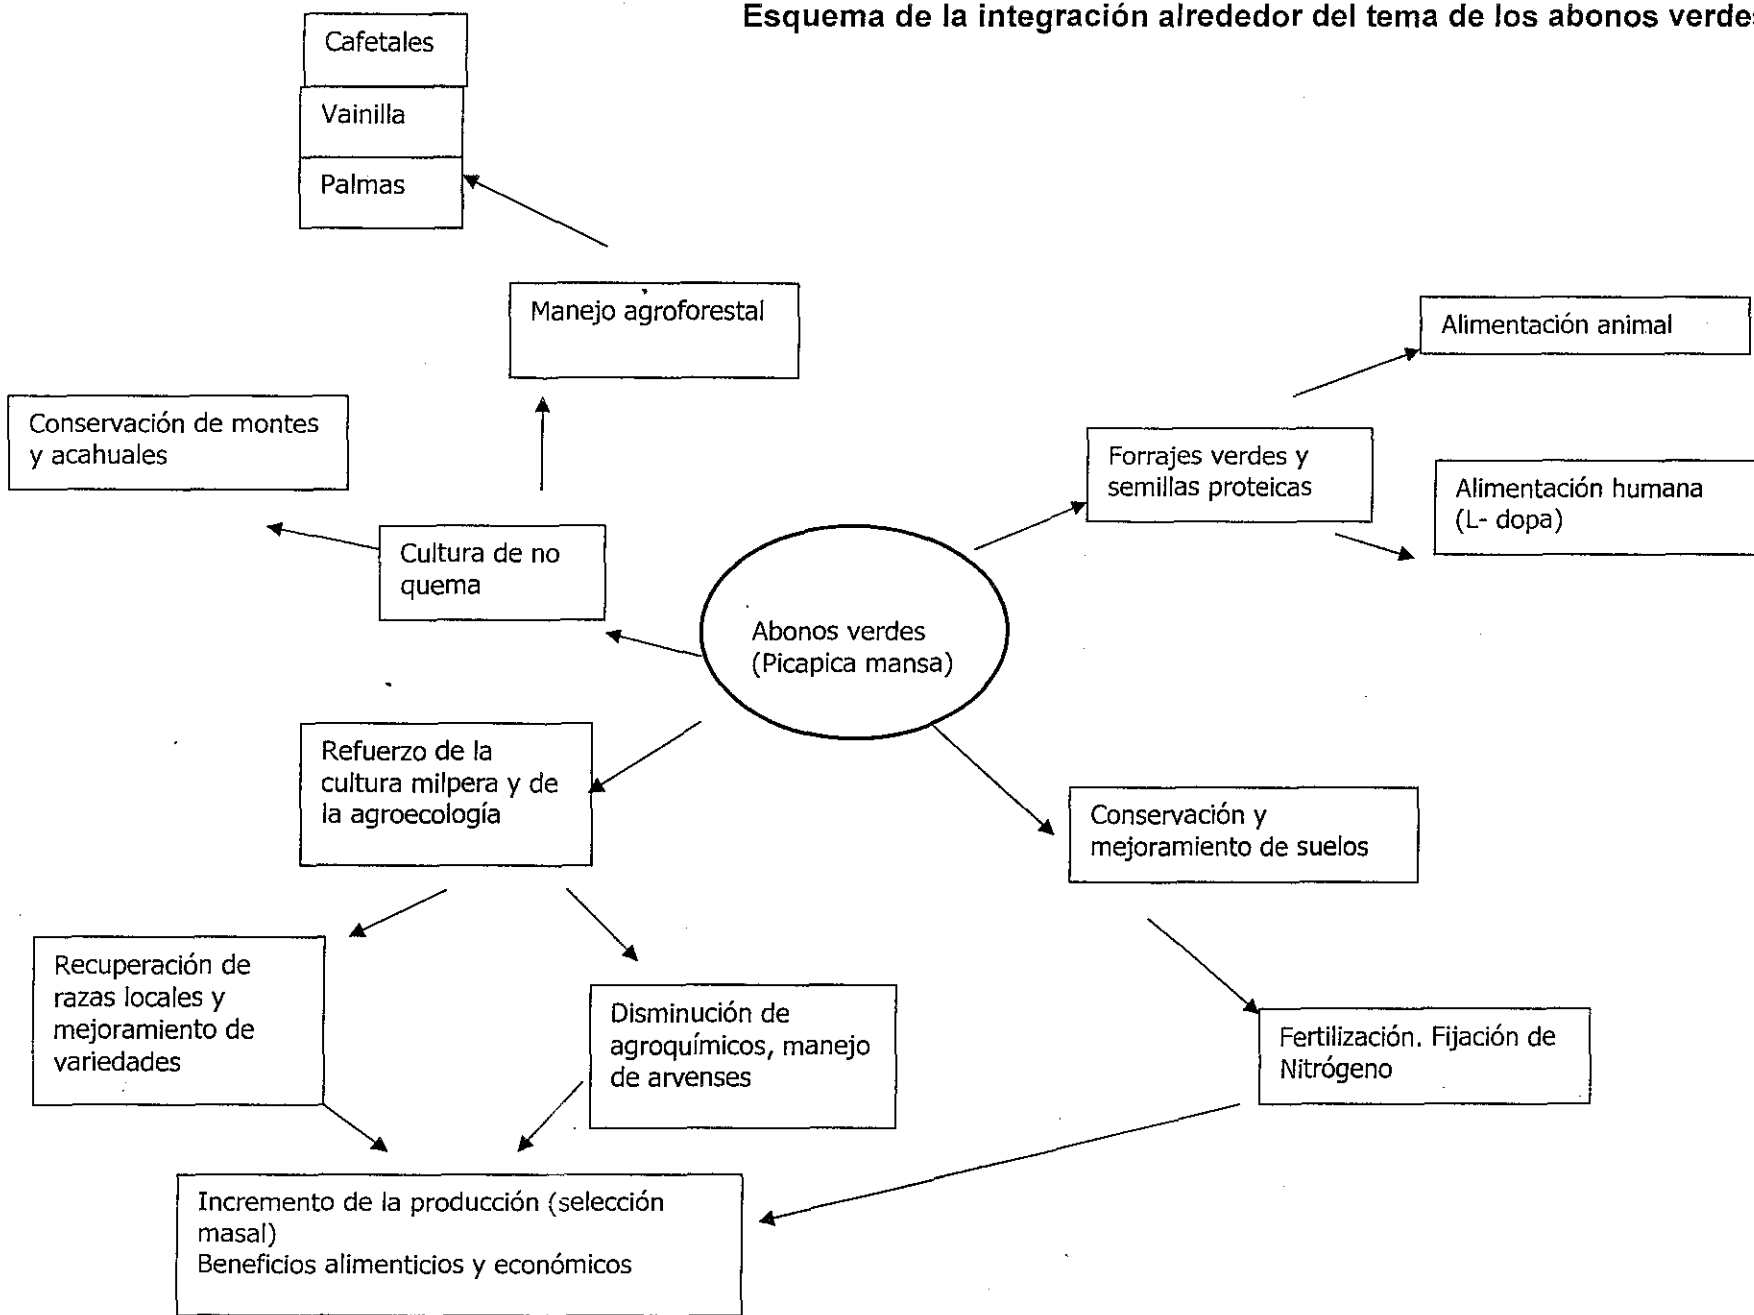 Esquema de la integración alrededor del tema de los abonos verdes
Cafetales
Vainilla
Palmas
Manejo agroforestal
Alimentación animal
Conservación de montes
y acahuales
Forrajes verdes y
semillas proteicas
Alimentación humana
(L- dopa)
Cultura de no
quema
Abonos verdes
(Picapica mansa)
Refuerzo de la
cultura milpera y de
la agroecología
Conservación y
mejoramiento de suelos
Recuperación de
razas locales y
mejoramiento de
variedades
Disminución de
agroquímicos, manejo
de arvenses
Fertilización. Fijación de
Nitrógeno
Incremento de la producción (selección
masal)
Beneficios alimenticios y económicos